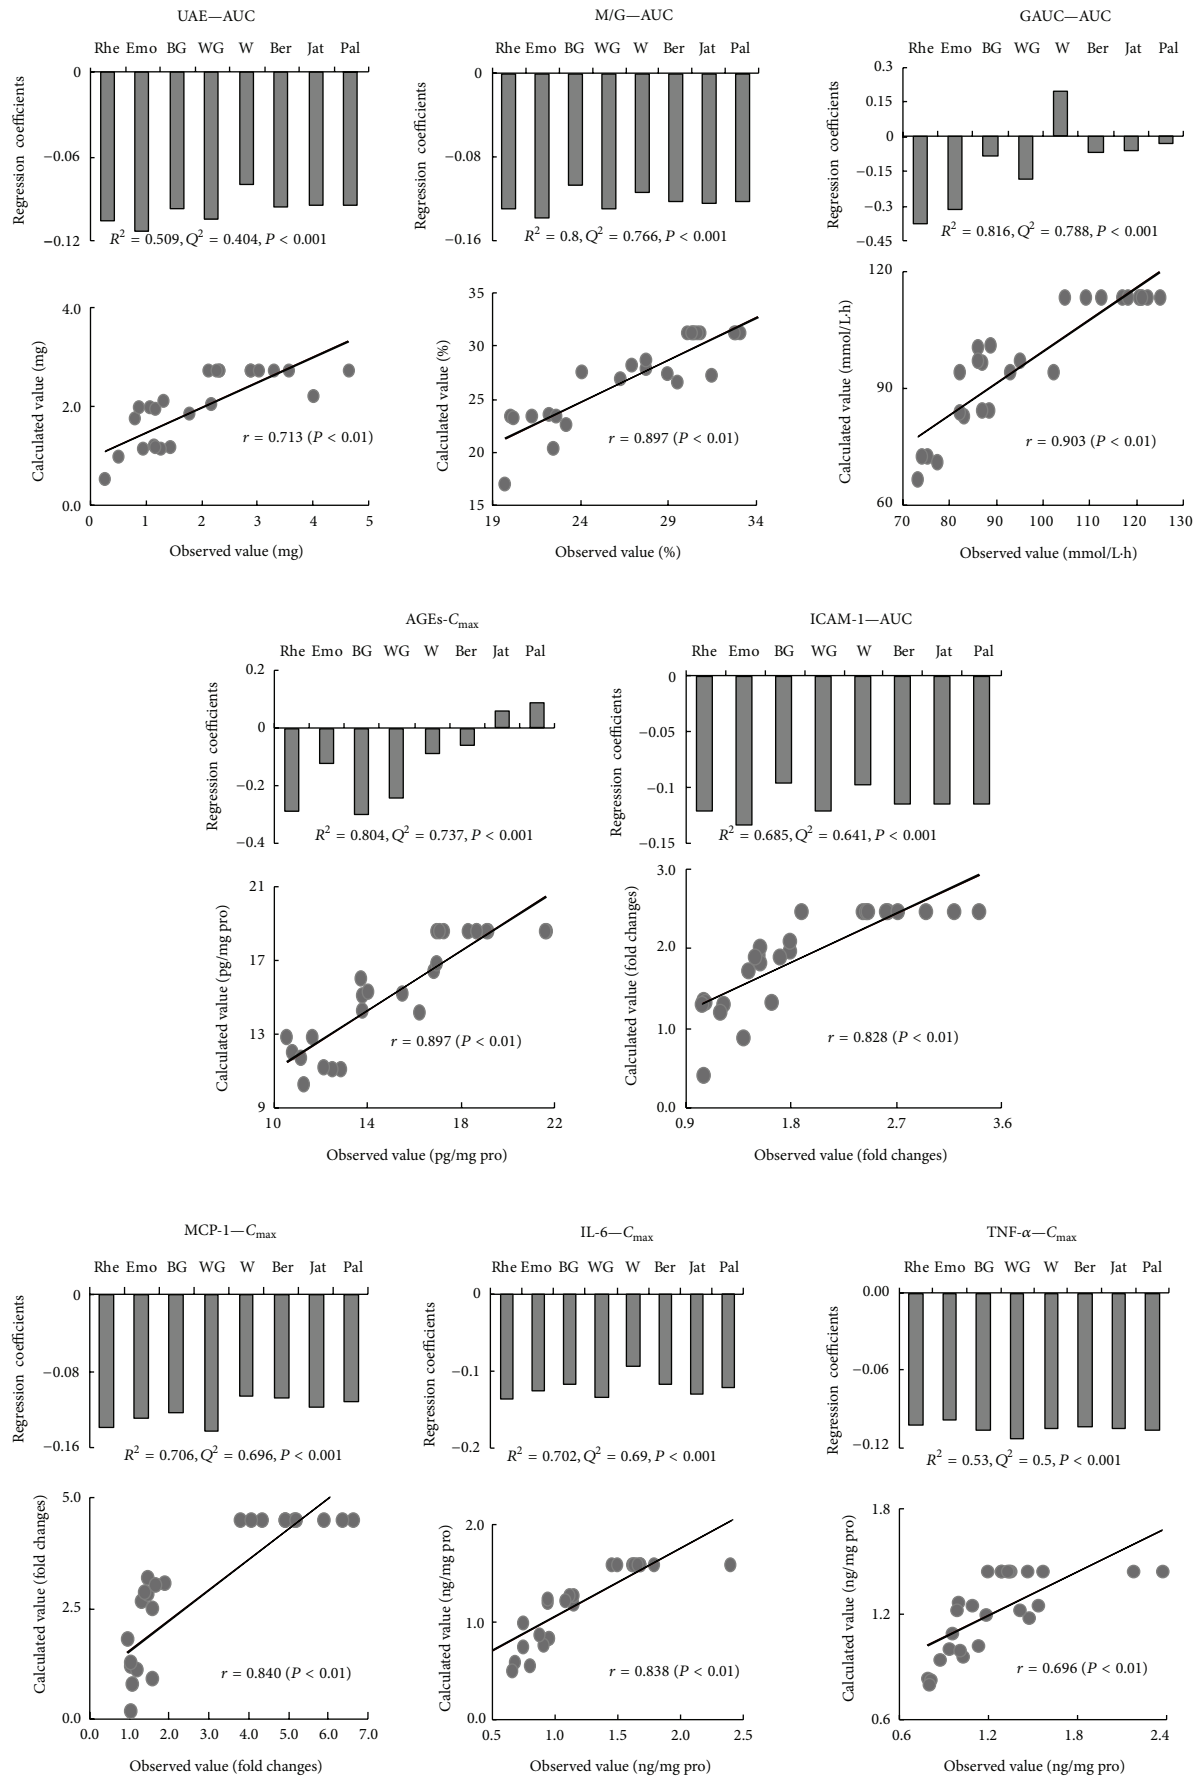 UAE—AUC
Rhe Emo BG WG W Ber Jat Pal
Regression coefficients
0
−0.06
−0.12
R² = 0.509, Q² = 0.404, P < 0.001
Calculated value (mg)
4.0
2.0
0.0
r = 0.713 (P < 0.01)
0 1 2 3 4 5
Observed value (mg)
M/G—AUC
Rhe Emo BG WG W Ber Jat Pal
Regression coefficients
0
−0.08
−0.16
R² = 0.8, Q² = 0.766, P < 0.001
Calculated value (%)
35
30
25
20
15
r = 0.897 (P < 0.01)
19 24 29 34
Observed value (%)
GAUC—AUC
Rhe Emo BG WG W Ber Jat Pal
Regression coefficients
0.3
0.15
0
−0.15
−0.3
−0.45
R² = 0.816, Q² = 0.788, P < 0.001
Calculated value (mmol/L·h)
120
90
60
r = 0.903 (P < 0.01)
70 80 90 100 110 120 130
Observed value (mmol/L·h)
AGEs-Cmax
Rhe Emo BG WG W Ber Jat Pal
Regression coefficients
0.2
0
−0.2
−0.4
R² = 0.804, Q² = 0.737, P < 0.001
Calculated value (pg/mg pro)
21
17
13
9
r = 0.897 (P < 0.01)
10 14 18 22
Observed value (pg/mg pro)
ICAM-1—AUC
Rhe Emo BG WG W Ber Jat Pal
Regression coefficients
0
−0.05
−0.1
−0.15
R² = 0.685, Q² = 0.641, P < 0.001
Calculated value (fold changes)
3.0
2.0
1.0
0.0
r = 0.828 (P < 0.01)
0.9 1.8 2.7 3.6
Observed value (fold changes)
MCP-1—Cmax
Rhe Emo BG WG W Ber Jat Pal
Regression coefficients
0
−0.08
−0.16
R² = 0.706, Q² = 0.696, P < 0.001
Calculated value (fold changes)
5.0
2.5
0.0
r = 0.840 (P < 0.01)
0.0 1.0 2.0 3.0 4.0 5.0 6.0 7.0
Observed value (fold changes)
IL-6—Cmax
Rhe Emo BG WG W Ber Jat Pal
Regression coefficients
0
−0.1
−0.2
R² = 0.702, Q² = 0.69, P < 0.001
Calculated value (ng/mg pro)
2.0
1.0
0.0
r = 0.838 (P < 0.01)
0.5 1.0 1.5 2.0 2.5
Observed value (ng/mg pro)
TNF-α—Cmax
Rhe Emo BG WG W Ber Jat Pal
Regression coefficients
0.00
−0.06
−0.12
R² = 0.53, Q² = 0.5, P < 0.001
Calculated value (ng/mg pro)
1.8
1.2
0.6
r = 0.696 (P < 0.01)
0.6 1.2 1.8 2.4
Observed value (ng/mg pro)